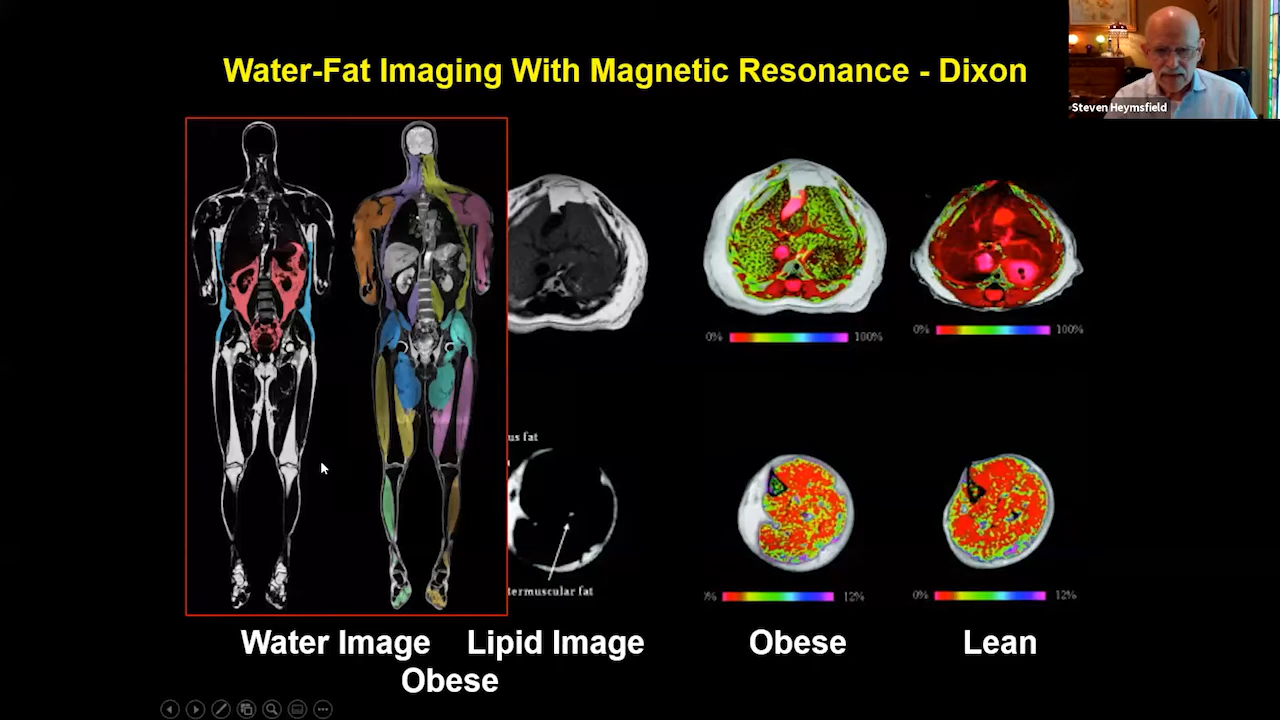 Water-Fat Imaging With Magnetic Resonance - Dixon
Steven Heymsfield
0% 100%
0% 100%
us fat
termuscular fat
% 12%
0% 12%
Water Image Lipid Image Obese Lean
Obese